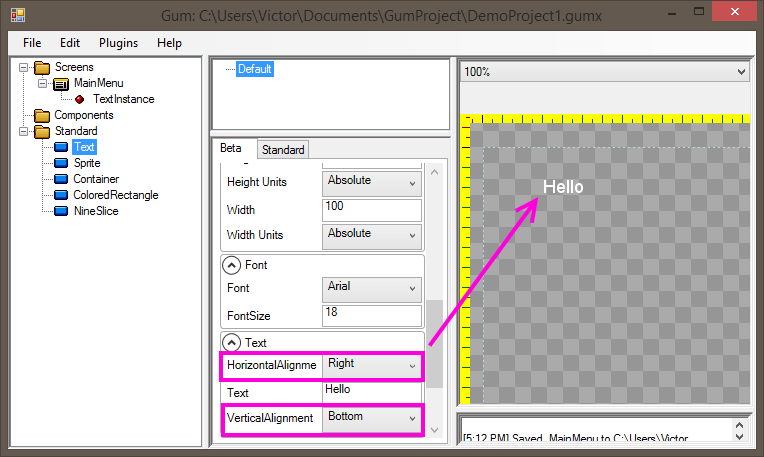 Gum: C:\Users\Victor\Documents\GumProject\DemoProject1.gumx
File Edit Plugins Help
Screens
MainMenu
TextInstance
Components
Standard
Text
Sprite
Container
ColoredRectangle
NineSlice
Default
Beta Standard
Height Units Absolute
Width 100
Width Units Absolute
Font
Font Arial
FontSize 18
Text
HorizontalAlignme Right
Text Hello
VerticalAlignment Bottom
100%
Hello
[5:12 PM] Saved MainMenu to C:\Users\Victor